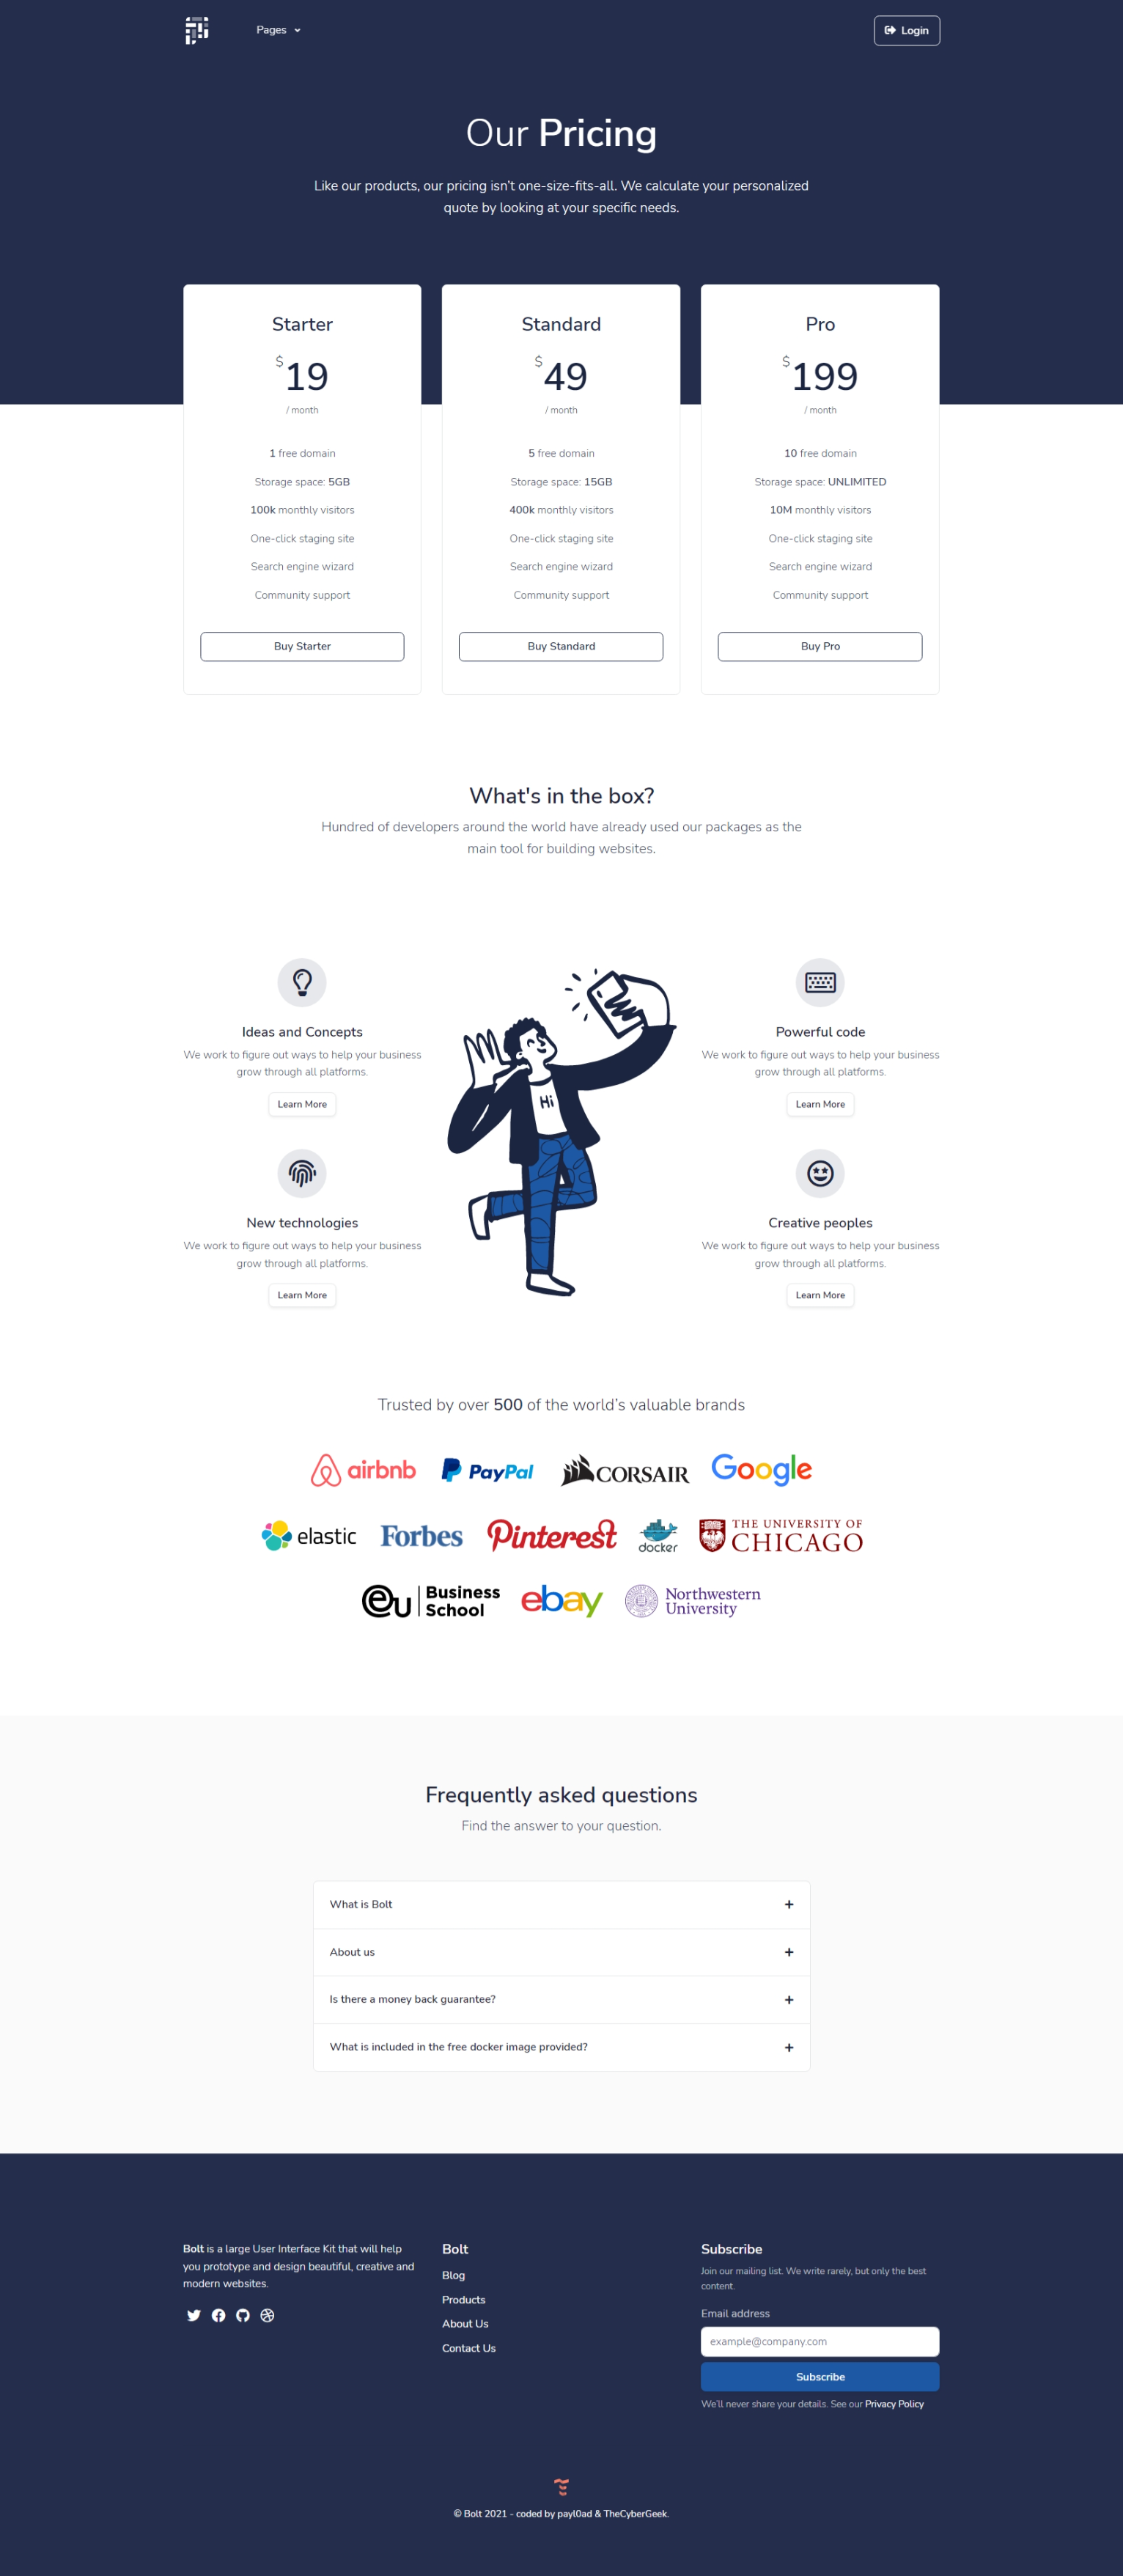 Pages
Login
Our Pricing
Like our products, our pricing isn't one-size-fits-all. We calculate your personalized
quote by looking at your specific needs.
Starter
$19
/ month
1 free domain
Storage space: 5GB
100k monthly visitors
One-click staging site
Search engine wizard
Community support
Buy Starter
Standard
$49
/ month
5 free domain
Storage space: 15GB
400k monthly visitors
One-click staging site
Search engine wizard
Community support
Buy Standard
Pro
$199
/ month
10 free domain
Storage space: UNLIMITED
10M monthly visitors
One-click staging site
Search engine wizard
Community support
Buy Pro
What's in the box?
Hundred of developers around the world have already used our packages as the
main tool for building websites.
Ideas and Concepts
We work to figure out ways to help your business
grow through all platforms.
Learn More
New technologies
We work to figure out ways to help your business
grow through all platforms.
Learn More
Hi
Powerful code
We work to figure out ways to help your business
grow through all platforms.
Learn More
Creative peoples
We work to figure out ways to help your business
grow through all platforms.
Learn More
Trusted by over 500 of the world's valuable brands
airbnb
PayPal
CORSAIR
Google
elastic
Forbes
Pinterest
docker
THE UNIVERSITY OF
CHICAGO
eu Business
School
ebay
Northwestern
University
Frequently asked questions
Find the answer to your question.
What is Bolt
About us
Is there a money back guarantee?
What is included in the free docker image provided?
Bolt is a large User Interface Kit that will help
you prototype and design beautiful, creative and
modern websites.
Bolt
Blog
Products
About Us
Contact Us
Subscribe
Join our mailing list. We write rarely, but only the best
content.
Email address
example@company.com
Subscribe
We'll never share your details. See our Privacy Policy
© Bolt 2021 - coded by payl0ad & TheCyberGeek.